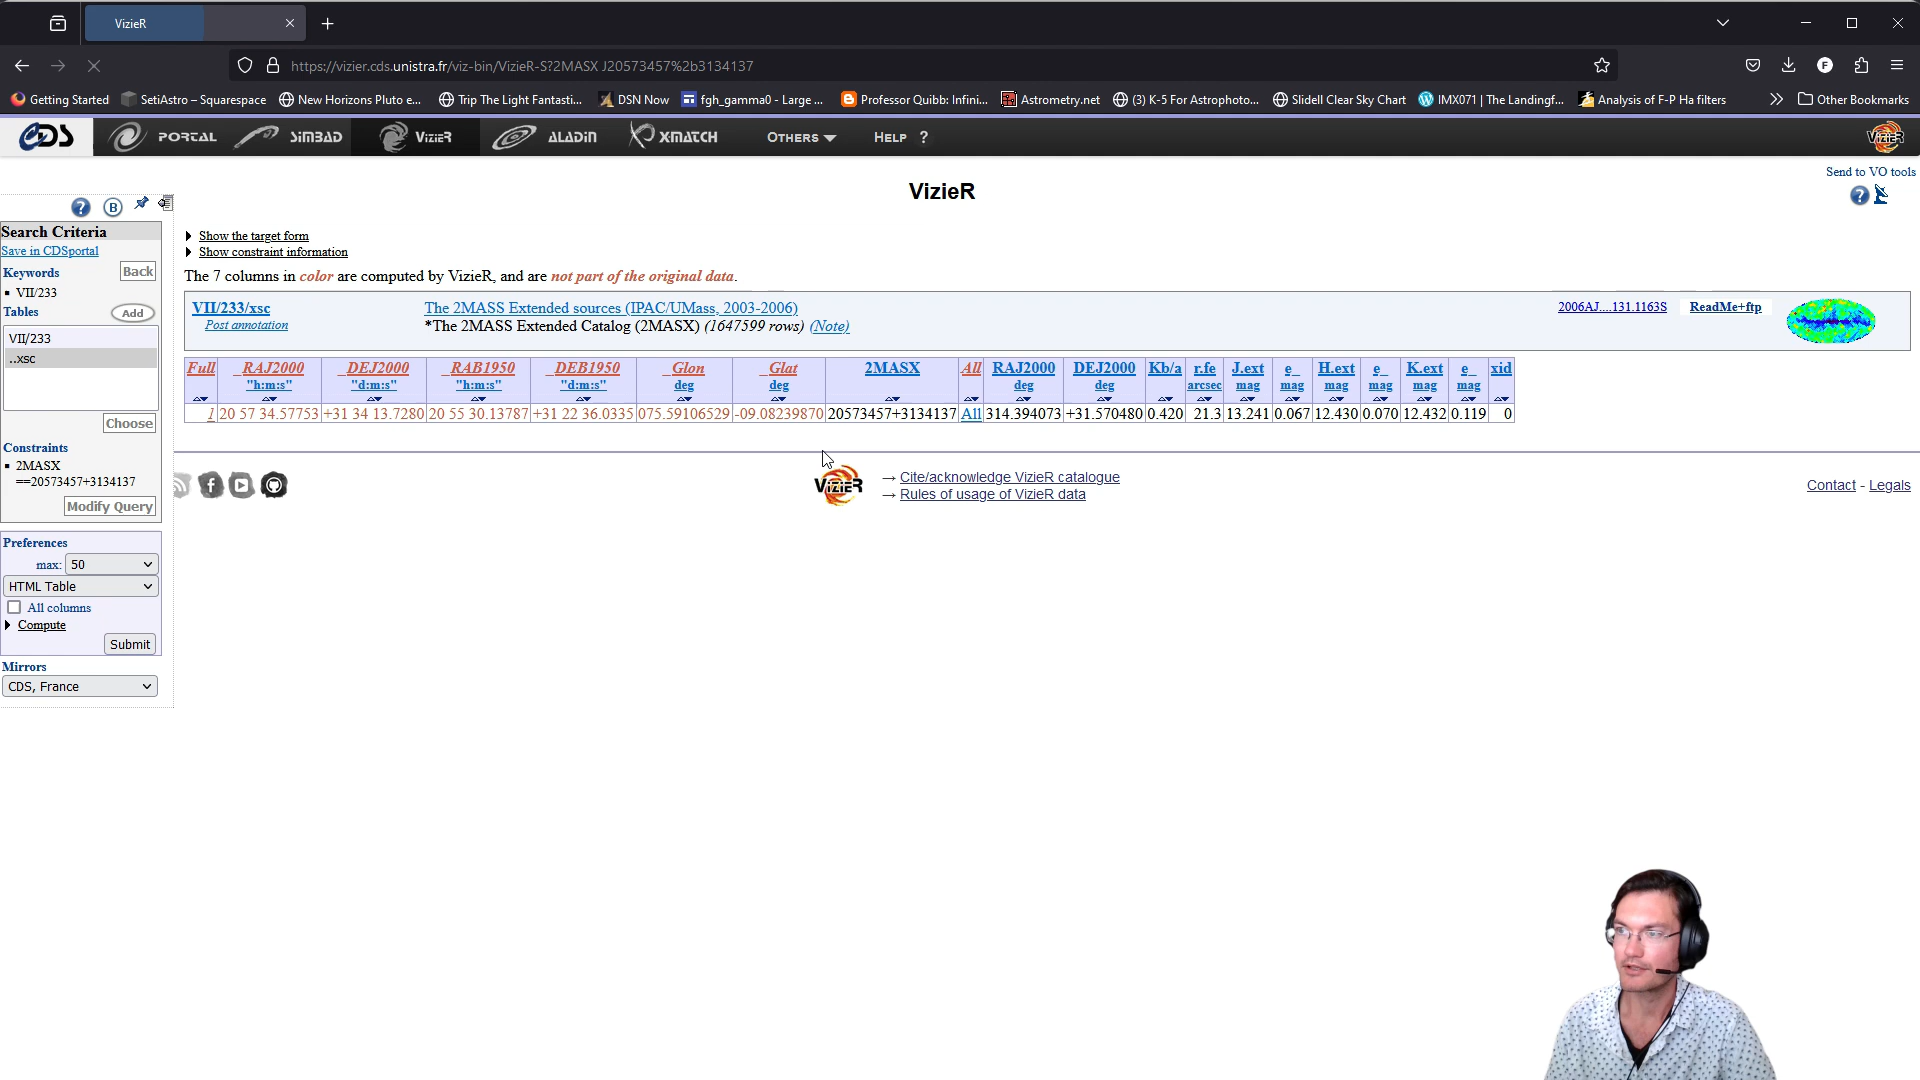 VizieR
https://vizier.cds.unistra.fr/viz-bin/VizieR-S?2MASX J20573457%2b3134137
Getting Started SetiAstro – Squarespace New Horizons Pluto e... Trip The Light Fantasti... DSN Now fgh_gamma0 - Large ... Professor Quibb: Infini... Astrometry.net (3) K-5 For Astrophoto... Slidell Clear Sky Chart IMX071 | The Landingf... Analysis of F-P Ha filters Other Bookmarks
CDS PORTAL SIMBAD VizieR ALADIN XMATCH OTHERS HELP ? VizieR
Send to VO tools
VizieR
? B
Search Criteria
Save in CDSportal
Keywords Back
VII/233
Tables Add
VII/233
..xsc
Choose
Constraints
2MASX
==20573457+3134137
Modify Query
Preferences
max: 50
HTML Table
All columns
Compute
Submit
Mirrors
CDS, France
Show the target form
Show constraint information
The 7 columns in color are computed by VizieR, and are not part of the original data.
VII/233/xsc The 2MASS Extended sources (IPAC/UMass, 2003-2006) 2006AJ....131.1163S ReadMe+ftp
Post annotation *The 2MASS Extended Catalog (2MASX) (1647599 rows) (Note)
Full _RAJ2000 _DEJ2000 _RAB1950 _DEB1950 _Glon _Glat 2MASX All RAJ2000 DEJ2000 Kb/a r.fe J.ext e_ H.ext e_ K.ext e_ xid
"h:m:s" "d:m:s" "h:m:s" "d:m:s" deg deg deg deg arcsec mag mag mag mag mag mag
1 20 57 34.57753 +31 34 13.7280 20 55 30.13787 +31 22 36.0335 075.59106529 -09.08239870 20573457+3134137 All 314.394073 +31.570480 0.420 21.3 13.241 0.067 12.430 0.070 12.432 0.119 0
VizieR
→ Cite/acknowledge VizieR catalogue
→ Rules of usage of VizieR data
Contact - Legals